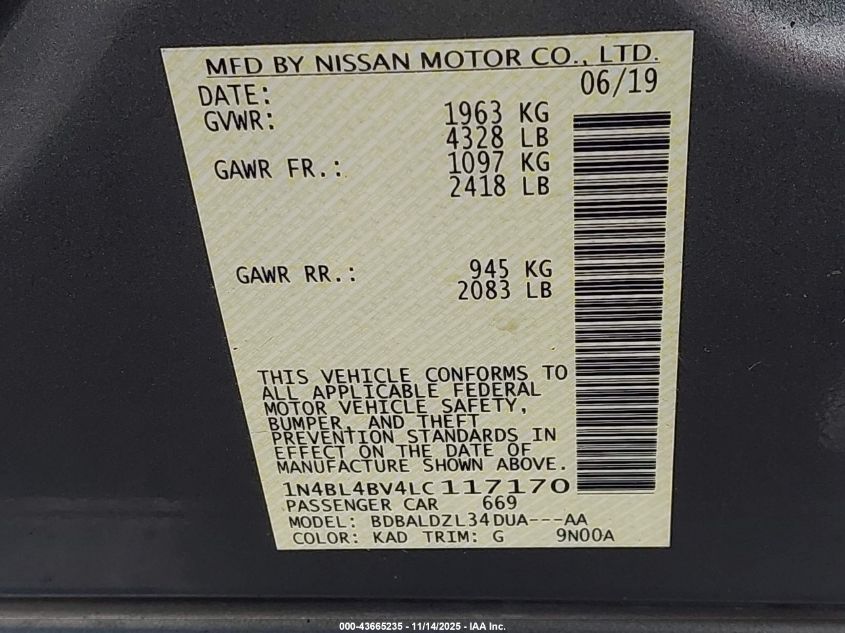 MFD BY NISSAN MOTOR CO., LTD.
DATE: 06/19
GVWR: 1963 KG
4328 LB
GAWR FR.: 1097 KG
2418 LB
GAWR RR.: 945 KG
2083 LB
THIS VEHICLE CONFORMS TO
ALL APPLICABLE FEDERAL
MOTOR VEHICLE SAFETY,
BUMPER, AND THEFT
PREVENTION STANDARDS IN
EFFECT ON THE DATE OF
MANUFACTURE SHOWN ABOVE.
1N4BL4BV4LC117170
PASSENGER CAR 669
MODEL: BDBALDZL34DUA---AA
COLOR: KAD TRIM: G 9N00A
000-43665235 - 11/14/2025 - IAA Inc.